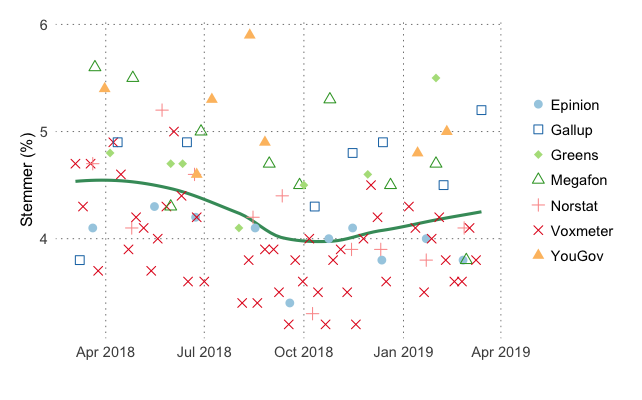 Stemmer (%)
6
5
4
Apr 2018
Jul 2018
Oct 2018
Jan 2019
Apr 2019
Epinion
Gallup
Greens
Megafon
Norstat
Voxmeter
YouGov